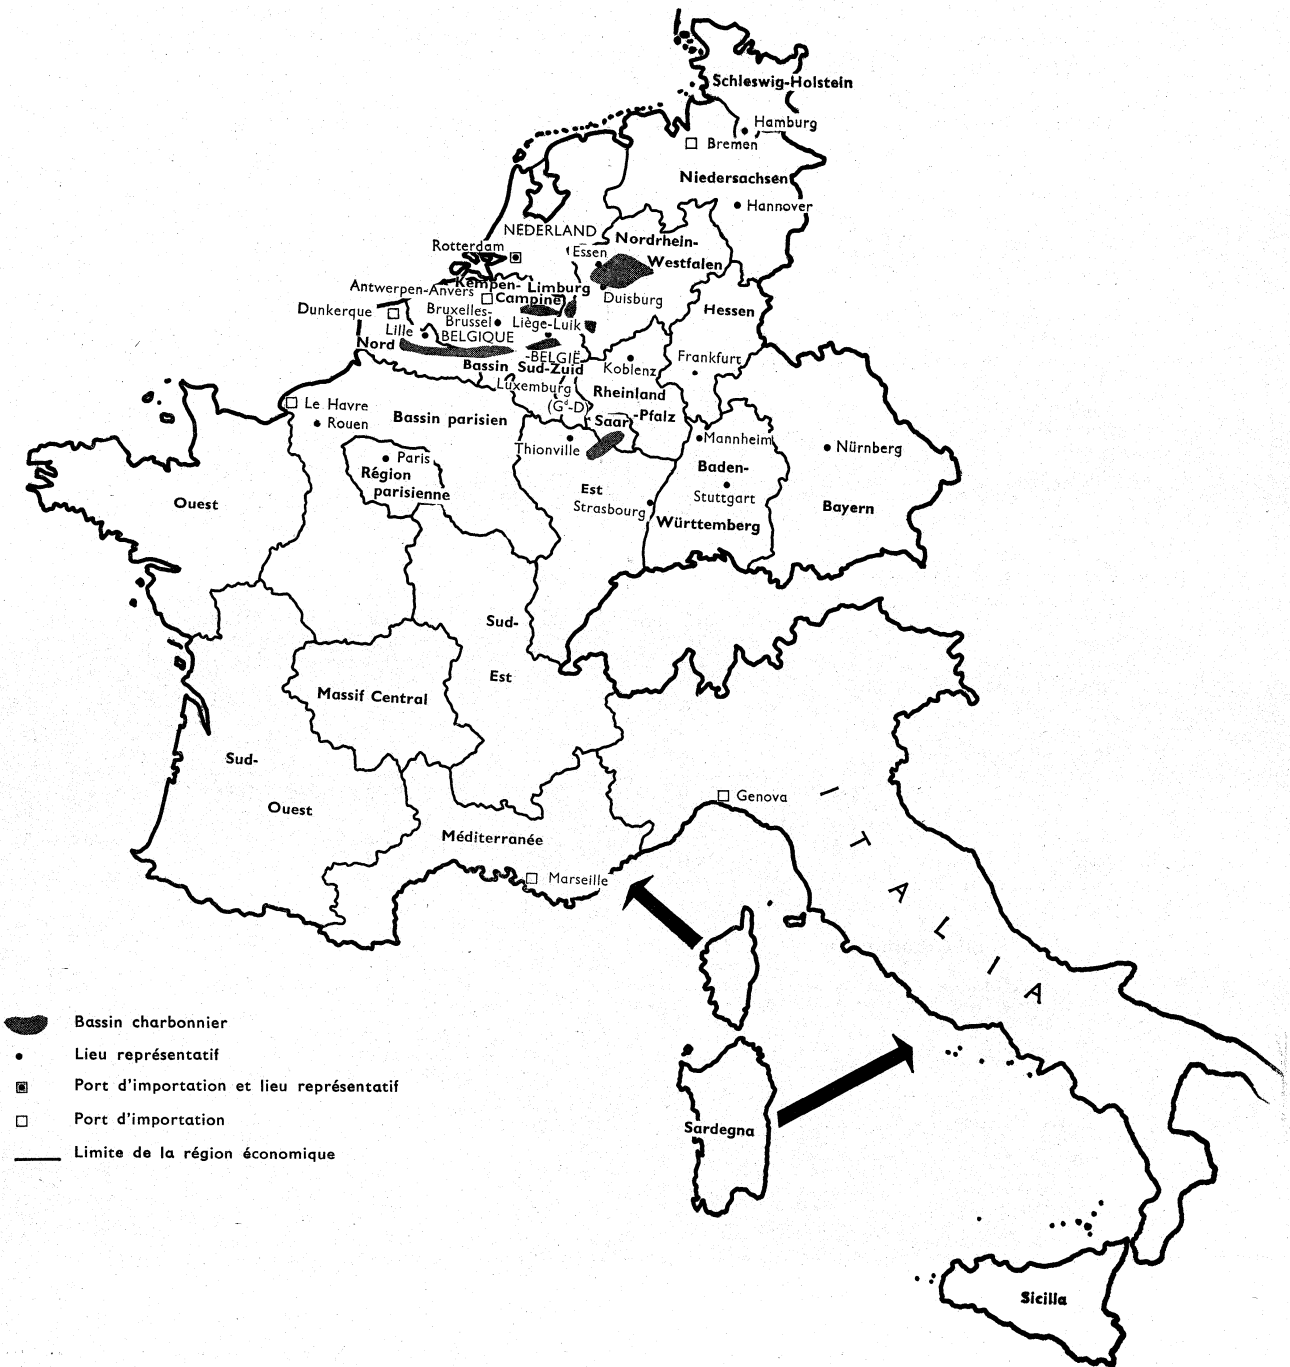 Schleswig-Holstein
Hamburg
Bremen
Niedersachsen
Hannover
NEDERLAND
Nordrhein-
Westfalen
Rotterdam
Essen
Kempen-
Campine
Limburg
Antwerpen-Anvers
Duisburg
Dunkerque
Bruxelles-
Brussel
Liège-Luik
Hessen
Lille
BELGIQUE
-BELGIË
Nord
Bassin Sud-Zuid
Koblenz
Frankfurt
Luxemburg
(Gd-D)
Rheinland
-Pfalz
Saar
Le Havre
Rouen
Bassin parisien
Mannheim
Thionville
Nürnberg
Paris
Région
parisienne
Baden-
Württemberg
Ouest
Est
Strasbourg
Stuttgart
Bayern
Sud-
Est
Massif Central
Sud-
Ouest
Genova
ITALIA
Méditerranée
Marseille
Bassin charbonnier
Lieu représentatif
Port d'importation et lieu représentatif
Port d'importation
Limite de la région économique
Sardegna
Sicilla